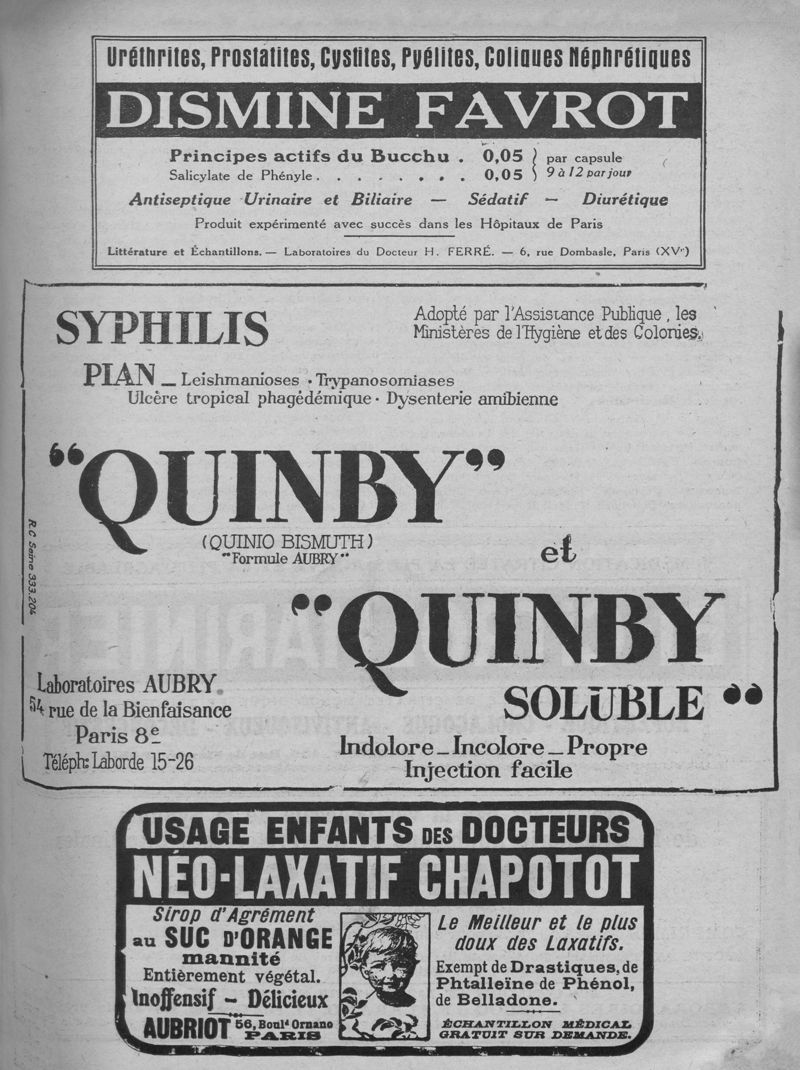 Uréthrites, Prostatites, Cystites, Pyélites, Coliques Néphrétiques
DISMINE FAVROT
Principes actifs du Bucchu . 0,05 } par capsule
Salicylate de Phényle . . . . . . . . 0,05 } 9 à 12 par jour
Antiseptique Urinaire et Biliaire — Sédatif — Diurétique
Produit expérimenté avec succès dans les Hôpitaux de Paris
Littérature et Échantillons. — Laboratoires du Docteur H. FERRÉ. — 6, rue Dombasle, Paris (XVᵉ)
SYPHILIS
Adopté par l'Assistance Publique, les
Ministères de l'Hygiène et des Colonies.
PIAN — Leishmanioses · Trypanosomiases
Ulcère tropical phagédémique · Dysenterie amibienne
"QUINBY"
(QUINIO BISMUTH)
"Formule AUBRY"
et
"QUINBY
SOLUBLE"
R.C. Seine 333.204
Laboratoires AUBRY
54 rue de la Bienfaisance
Paris 8e
Téléph: Laborde 15-26
Indolore — Incolore — Propre
Injection facile
USAGE ENFANTS DES DOCTEURS
NÉO-LAXATIF CHAPOTOT
Sirop d'Agrément
au SUC D'ORANGE
mannité
Entièrement végétal.
Inoffensif — Délicieux
AUBRIOT 56, Boulᵈ Ornano
PARIS
Le Meilleur et le plus
doux des Laxatifs.
Exempt de Drastiques, de
Phtalleïne de Phénol,
de Belladone.
ÉCHANTILLON MÉDICAL
GRATUIT SUR DEMANDE.